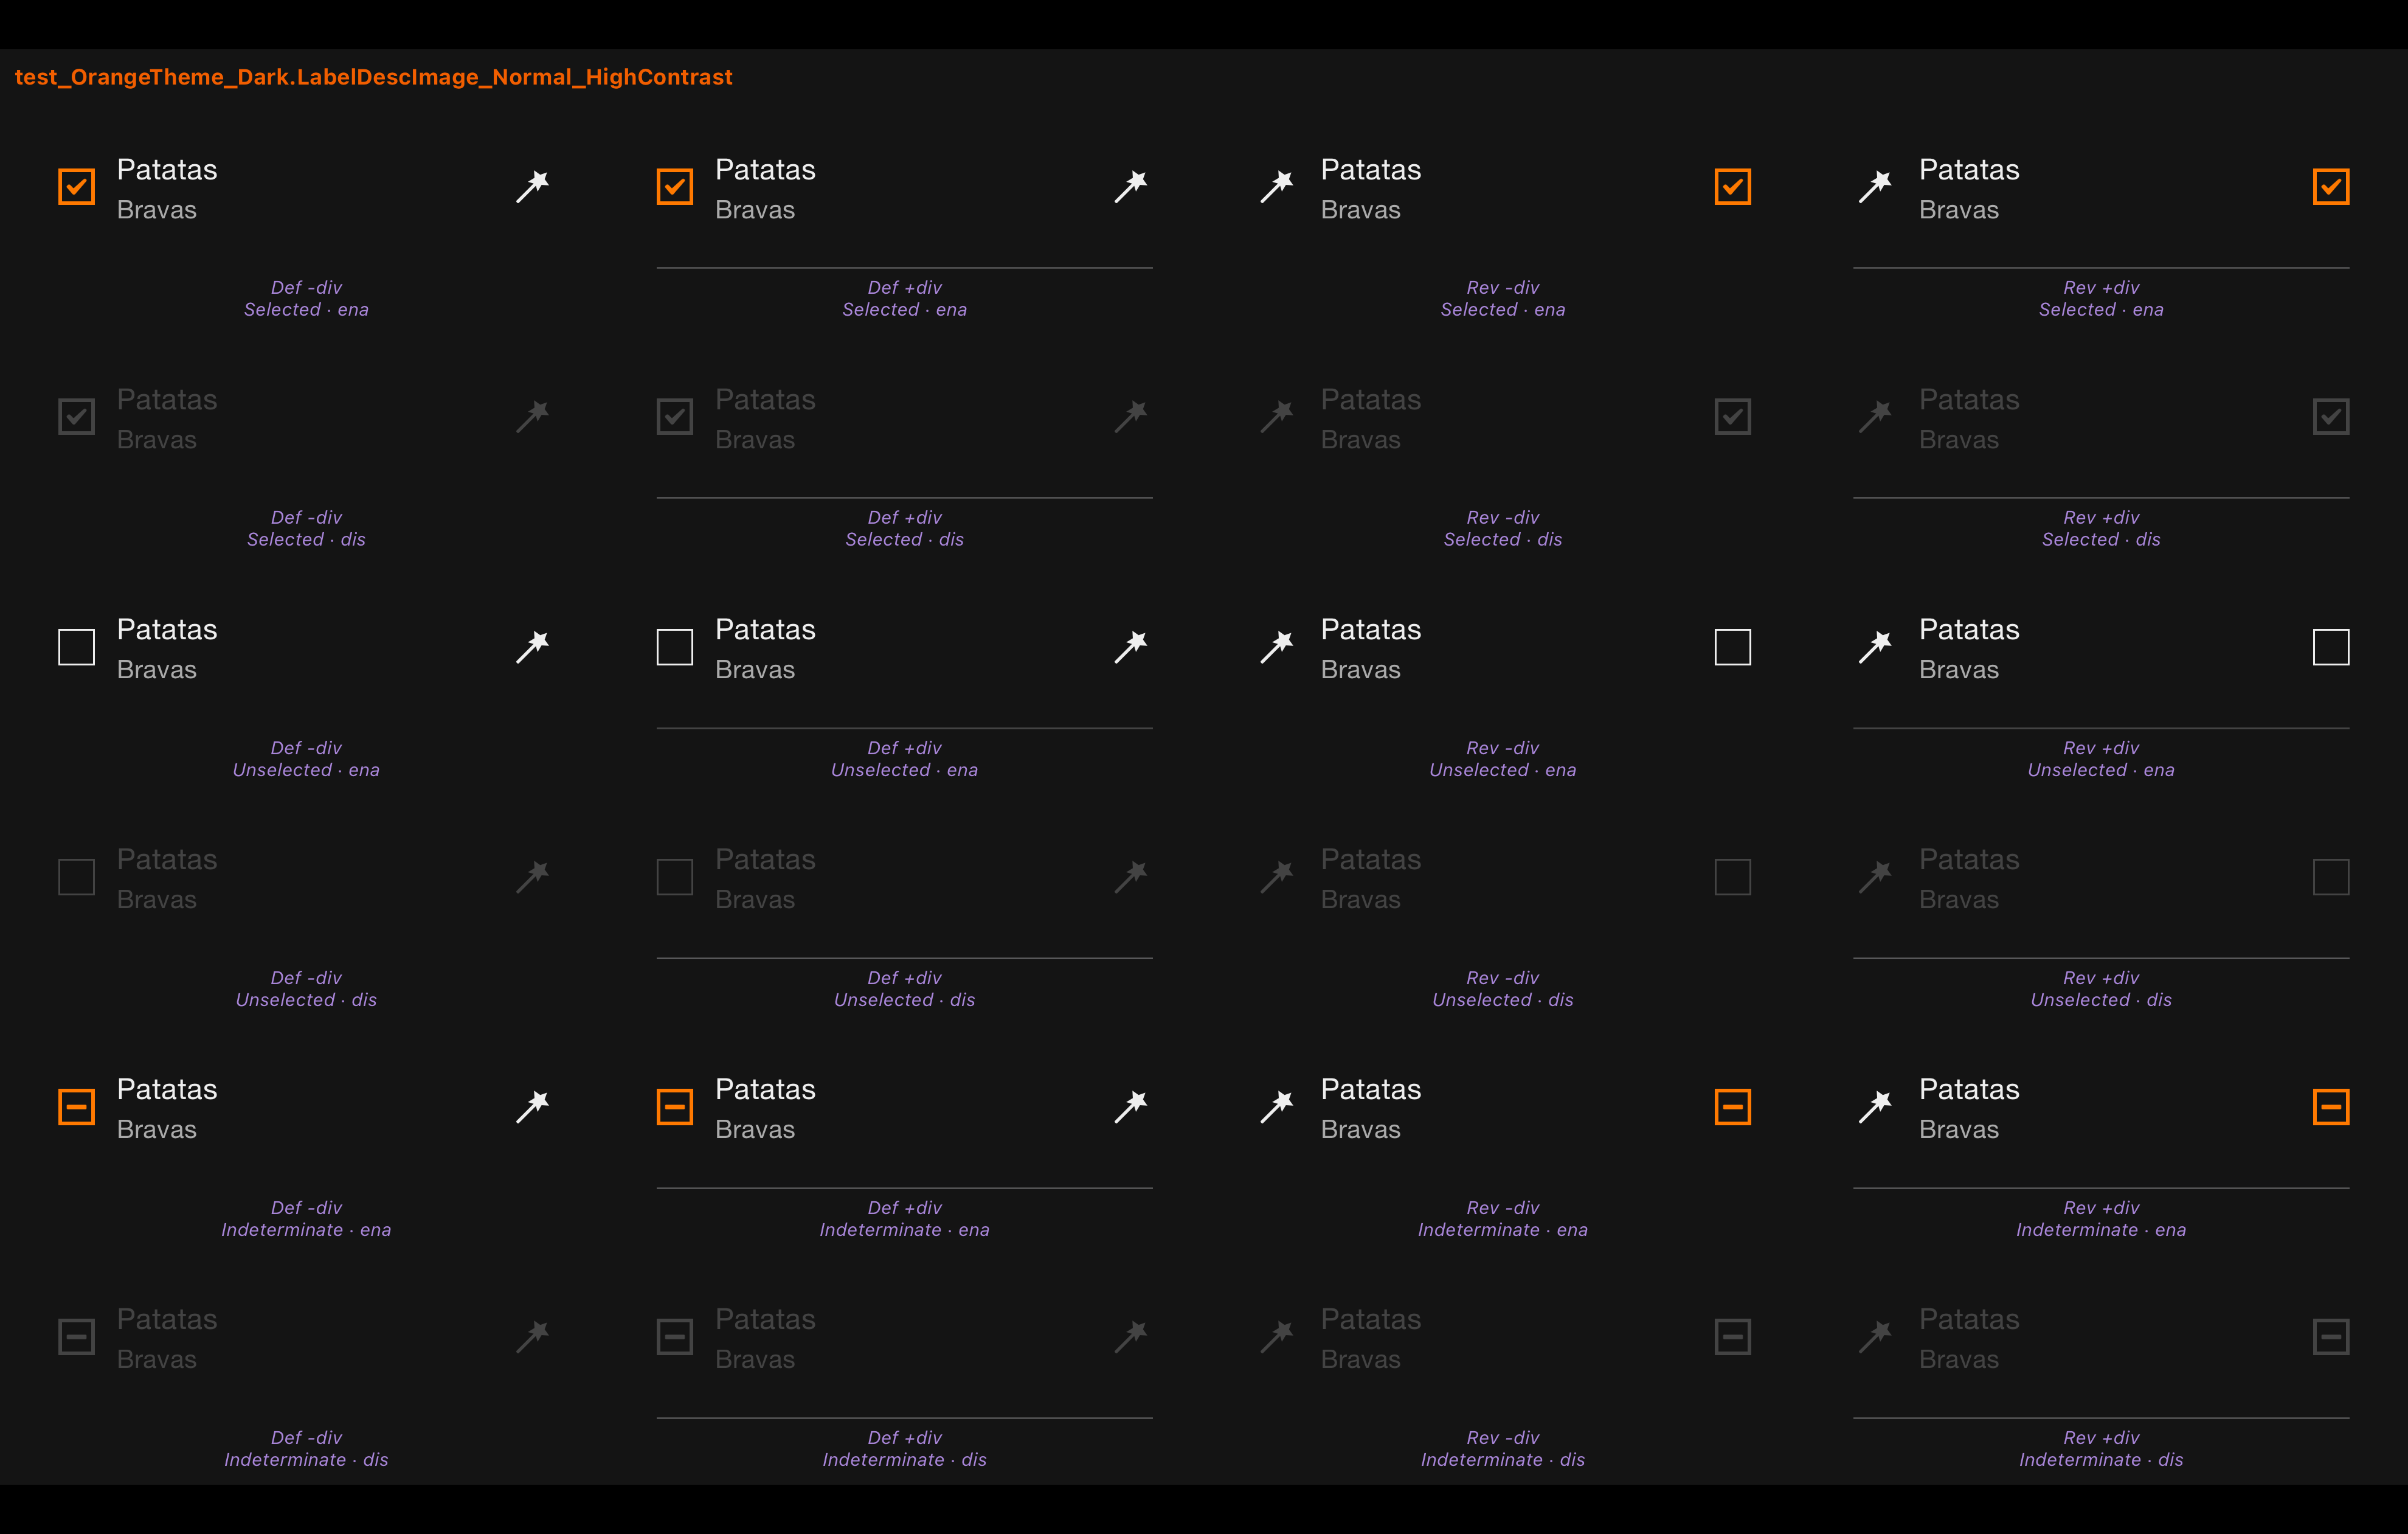 test_OrangeTheme_Dark.LabelDescImage_Normal_HighContrast
Patatas
Bravas
Def -div
Selected · ena
Patatas
Bravas
Def +div
Selected · ena
Patatas
Bravas
Rev -div
Selected · ena
Patatas
Bravas
Rev +div
Selected · ena
Patatas
Bravas
Def -div
Selected · dis
Patatas
Bravas
Def +div
Selected · dis
Patatas
Bravas
Rev -div
Selected · dis
Patatas
Bravas
Rev +div
Selected · dis
Patatas
Bravas
Def -div
Unselected · ena
Patatas
Bravas
Def +div
Unselected · ena
Patatas
Bravas
Rev -div
Unselected · ena
Patatas
Bravas
Rev +div
Unselected · ena
Patatas
Bravas
Def -div
Unselected · dis
Patatas
Bravas
Def +div
Unselected · dis
Patatas
Bravas
Rev -div
Unselected · dis
Patatas
Bravas
Rev +div
Unselected · dis
Patatas
Bravas
Def -div
Indeterminate · ena
Patatas
Bravas
Def +div
Indeterminate · ena
Patatas
Bravas
Rev -div
Indeterminate · ena
Patatas
Bravas
Rev +div
Indeterminate · ena
Patatas
Bravas
Def -div
Indeterminate · dis
Patatas
Bravas
Def +div
Indeterminate · dis
Patatas
Bravas
Rev -div
Indeterminate · dis
Patatas
Bravas
Rev +div
Indeterminate · dis